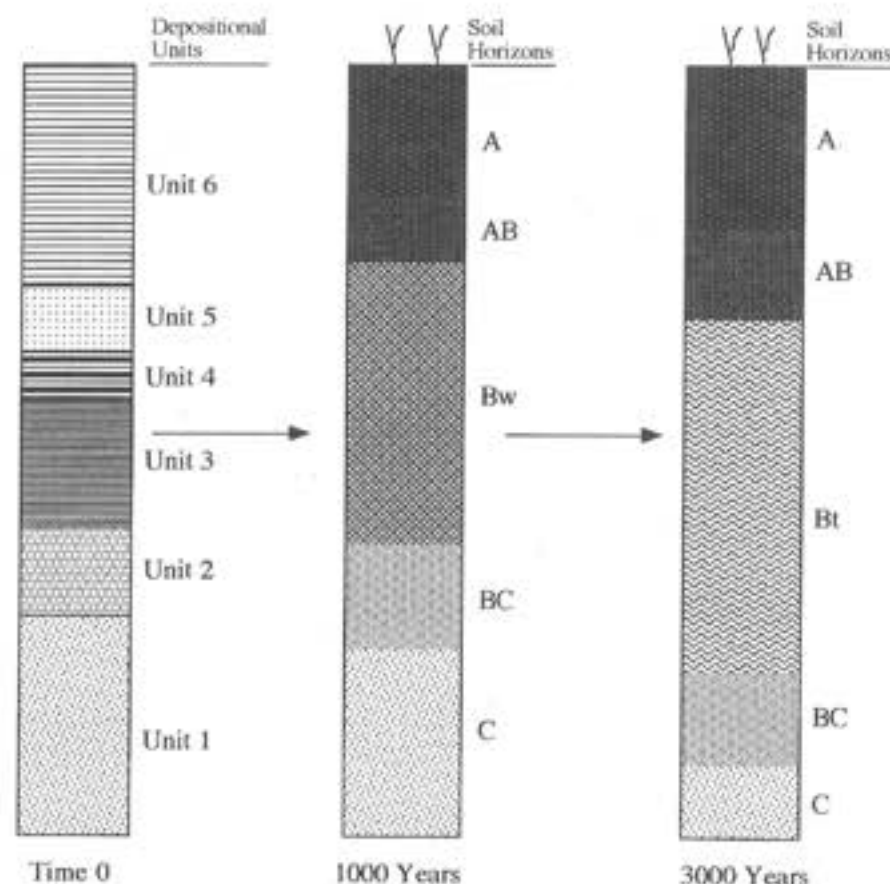 Depositional
Units
Unit 6
Unit 5
Unit 4
Unit 3
Unit 2
Unit 1
Time 0
Soil
Horizons
A
AB
Bw
BC
C
1000 Years
Soil
Horizons
A
AB
Bt
BC
C
3000 Years